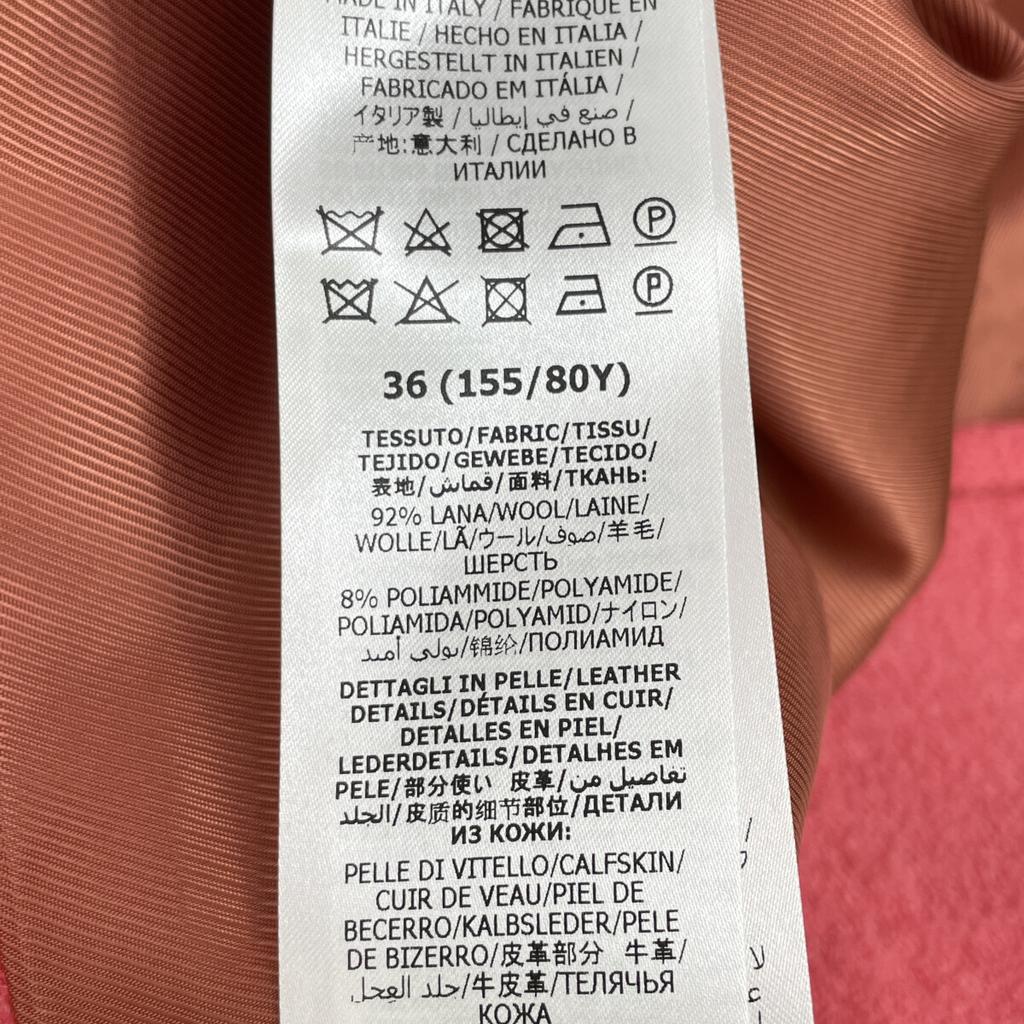 MADE IN ITALY / FABRIQUÉ EN
ITALIE / HECHO EN ITALIA /
HERGESTELLT IN ITALIEN /
FABRICADO EM ITÁLIA /
イタリア製 / صنع في إيطاليا /
产地:意大利 / СДЕЛАНО В
ИТАЛИИ
P
P
36 (155/80Y)
TESSUTO/FABRIC/TISSU/
TEJIDO/GEWEBE/TECIDO/
表地/قماش/面料/ТКАНЬ:
92% LANA/WOOL/LAINE/
WOLLE/LÃ/ウール/صوف/羊毛/
ШЕРСТЬ
8% POLIAMMIDE/POLYAMIDE/
POLIAMIDA/POLYAMID/ナイロン/
بولي أميد/锦纶/ПОЛИАМИД
DETTAGLI IN PELLE/LEATHER
DETAILS/DÉTAILS EN CUIR/
DETALLES EN PIEL/
LEDERDETAILS/DETALHES EM
PELE/部分使い 皮革/تفاصيل من
الجلد/皮质的细节部位/ДЕТАЛИ
ИЗ КОЖИ:
PELLE DI VITELLO/CALFSKIN/
CUIR DE VEAU/PIEL DE
BECERRO/KALBSLEDER/PELE
DE BIZERRO/皮革部分 牛革/
جلد العجل/牛皮革/ТЕЛЯЧЬЯ
КОЖА